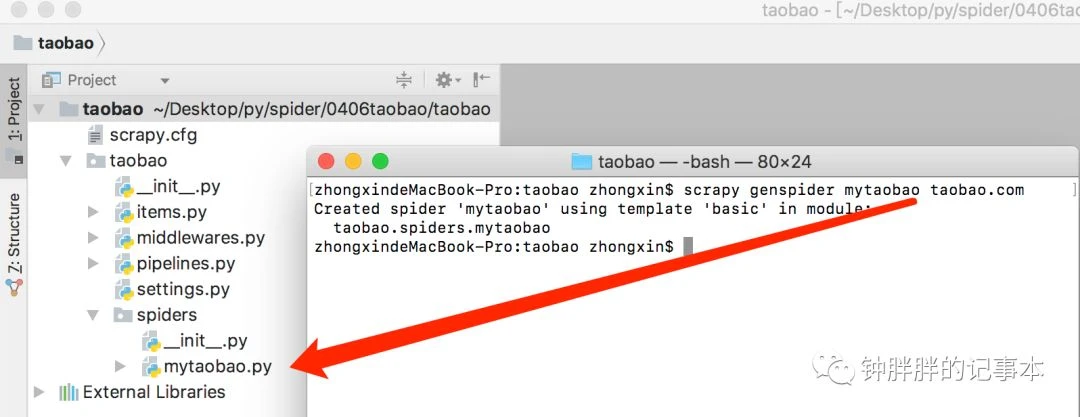 taobao - [~/Desktop/py/spider/0406tao
taobao
1: Project
Project
taobao ~/Desktop/py/spider/0406taobao/taobao
scrapy.cfg
taobao
__init__.py
items.py
middlewares.py
pipelines.py
settings.py
spiders
__init__.py
mytaobao.py
External Libraries
Z: Structure
taobao — -bash — 80×24
[zhongxindeMacBook-Pro:taobao zhongxin$ scrapy genspider mytaobao taobao.com ]
Created spider 'mytaobao' using template 'basic' in module:
taobao.spiders.mytaobao
zhongxindeMacBook-Pro:taobao zhongxin$
钟胖胖的记事本